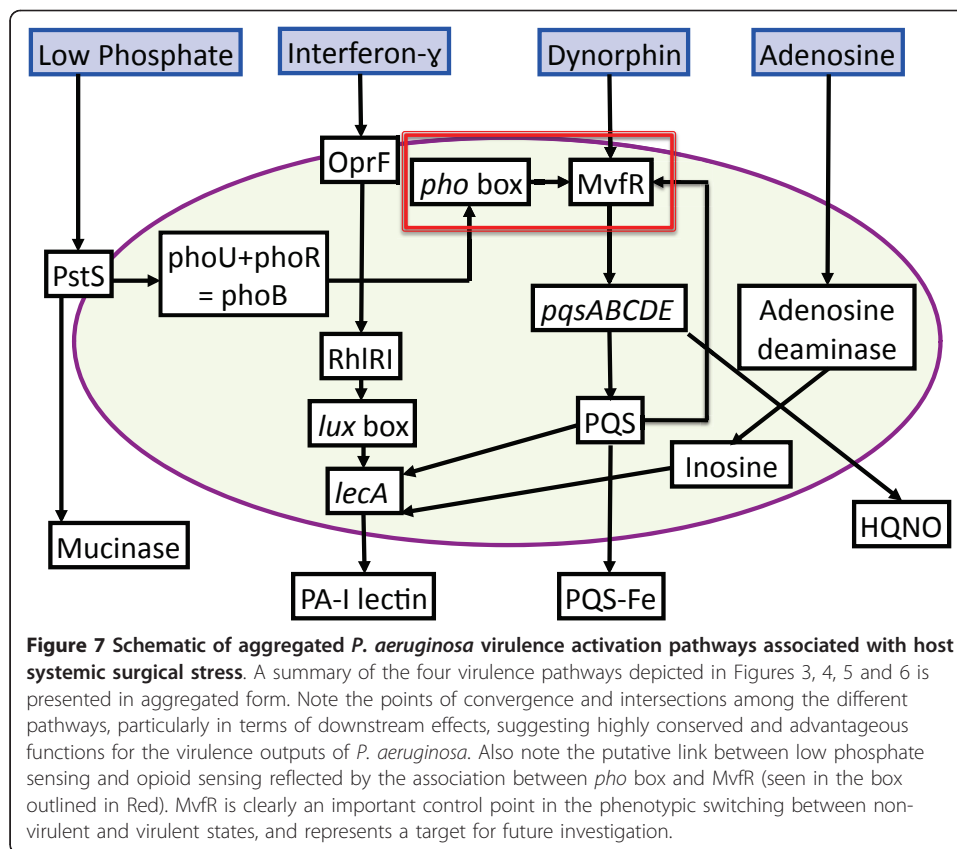 Low Phosphate
Interferon-ɣ
Dynorphin
Adenosine
OprF
pho box
MvfR
PstS
phoU+phoR
= phoB
pqsABCDE
Adenosine
deaminase
RhlRI
lux box
PQS
lecA
Inosine
Mucinase
HQNO
PA-I lectin
PQS-Fe
Figure 7 Schematic of aggregated P. aeruginosa virulence activation pathways associated with host
systemic surgical stress. A summary of the four virulence pathways depicted in Figures 3, 4, 5 and 6 is
presented in aggregated form. Note the points of convergence and intersections among the different
pathways, particularly in terms of downstream effects, suggesting highly conserved and advantageous
functions for the virulence outputs of P. aeruginosa. Also note the putative link between low phosphate
sensing and opioid sensing reflected by the association between pho box and MvfR (seen in the box
outlined in Red). MvfR is clearly an important control point in the phenotypic switching between non-
virulent and virulent states, and represents a target for future investigation.